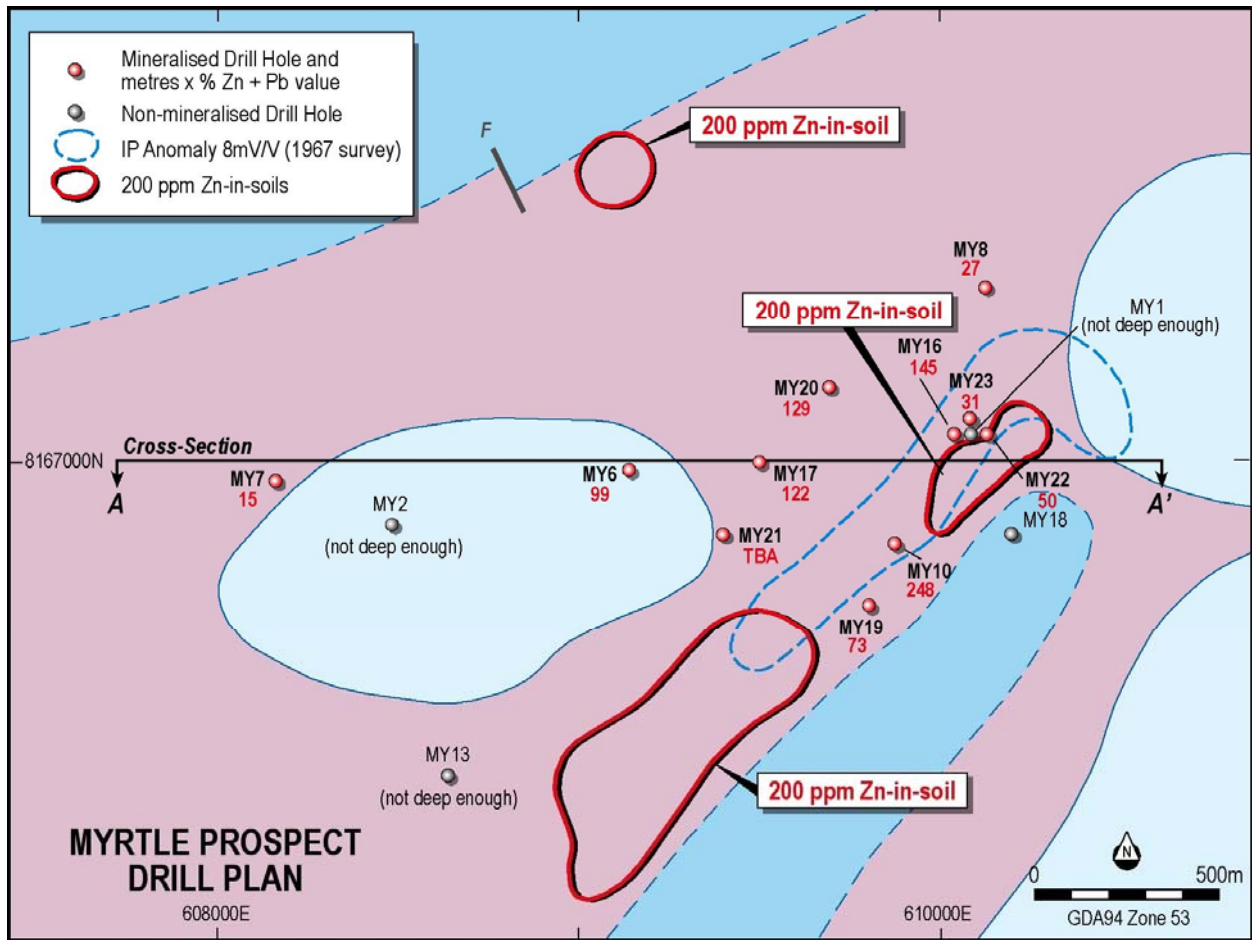 Mineralised Drill Hole and
metres x % Zn + Pb value
Non-mineralised Drill Hole
IP Anomaly 8mV/V (1967 survey)
200 ppm Zn-in-soils
F
200 ppm Zn-in-soil
MY8
27
200 ppm Zn-in-soil
MY1
(not deep enough)
MY16
145
MY23
31
MY20
129
Cross-Section
8167000N
A
MY7
15
MY2
(not deep enough)
MY6
99
MY17
122
MY22
50
A'
MY18
MY21
TBA
MY10
248
MY19
73
MY13
(not deep enough)
200 ppm Zn-in-soil
MYRTLE PROSPECT
DRILL PLAN
608000E
610000E
N
0 500m
GDA94 Zone 53